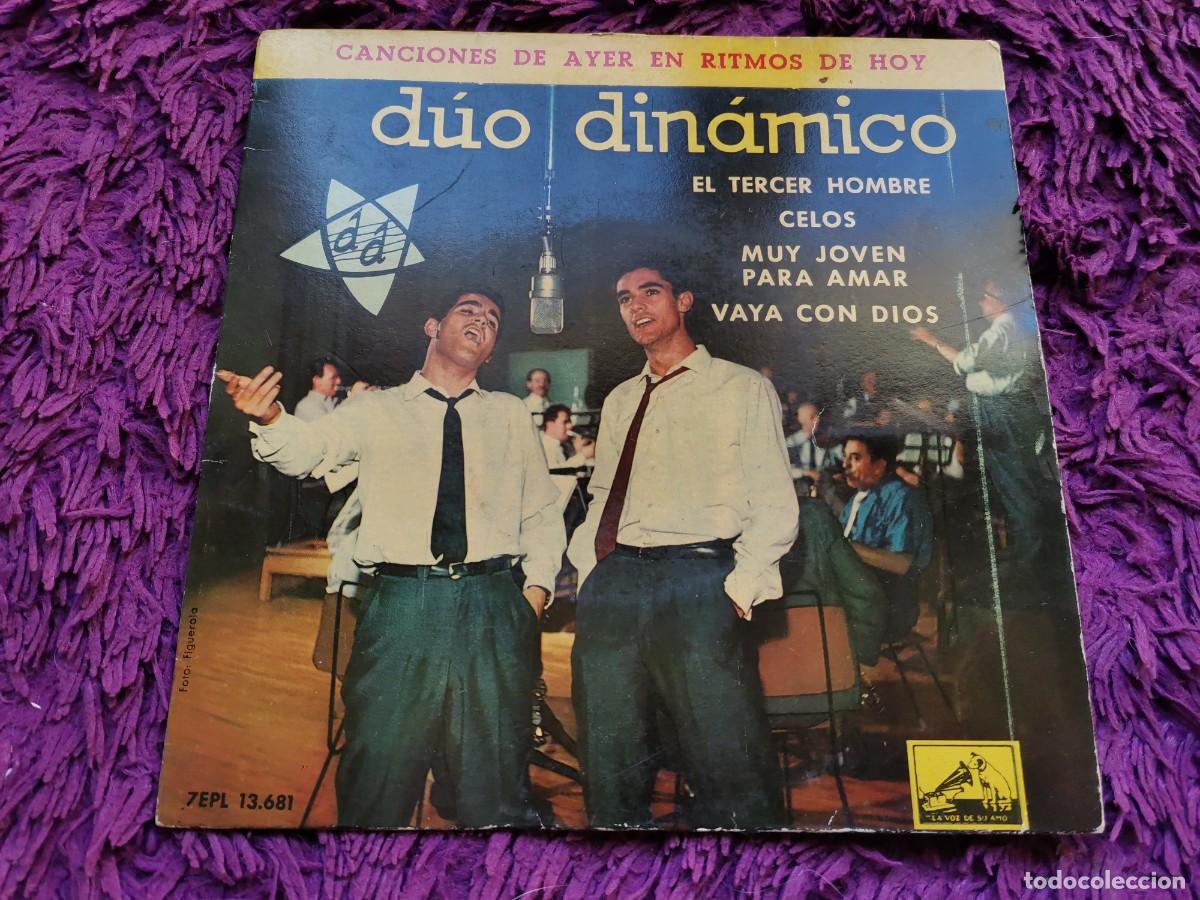 CANCIONES DE AYER EN RITMOS DE HOY
dúo dinámico
dd
EL TERCER HOMBRE
CELOS
MUY JOVEN
PARA AMAR
VAYA CON DIOS
Foto: Figuerola
7EPL 13.681
"LA VOZ DE SU AMO
todocoleccion